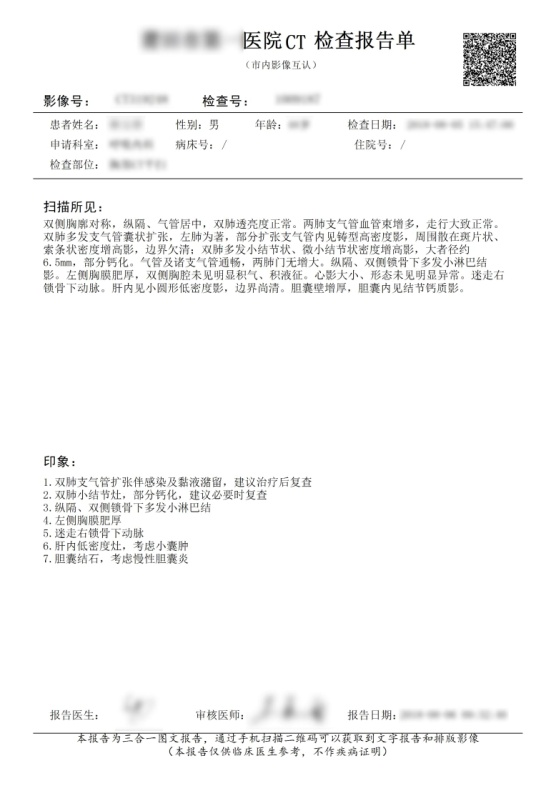 医院CT 检查报告单
（市内影像互认）
影像号： 检查号：
患者姓名： 性别：男 年龄： 检查日期：
申请科室： 病床号：/ 住院号：/
检查部位：
扫描所见：
双侧胸廓对称，纵隔、气管居中，双肺透亮度正常。两肺支气管血管束增多，走行大致正常。
双肺多发支气管囊状扩张，左肺为著，部分扩张支气管内见铸型高密度影，周围散在斑片状、
索条状密度增高影，边界欠清；双肺多发小结节状、微小结节状密度增高影，大者径约
6.5mm，部分钙化。气管及诸支气管通畅，两肺门无增大。纵隔、双侧锁骨下多发小淋巴结
影。左侧胸膜肥厚，双侧胸腔未见明显积气、积液征。心影大小、形态未见明显异常。迷走右
锁骨下动脉。肝内见小圆形低密度影，边界尚清。胆囊壁增厚，胆囊内见结节钙质影。
印象：
1.双肺支气管扩张伴感染及黏液潴留，建议治疗后复查
2.双肺小结节灶，部分钙化，建议必要时复查
3.纵隔、双侧锁骨下多发小淋巴结
4.左侧胸膜肥厚
5.迷走右锁骨下动脉
6.肝内低密度灶，考虑小囊肿
7.胆囊结石，考虑慢性胆囊炎
报告医生： 审核医师： 报告日期：
本报告为三合一图文报告，通过手机扫描二维码可以获取到文字报告和排版影像
（本报告仅供临床医生参考，不作疾病证明）